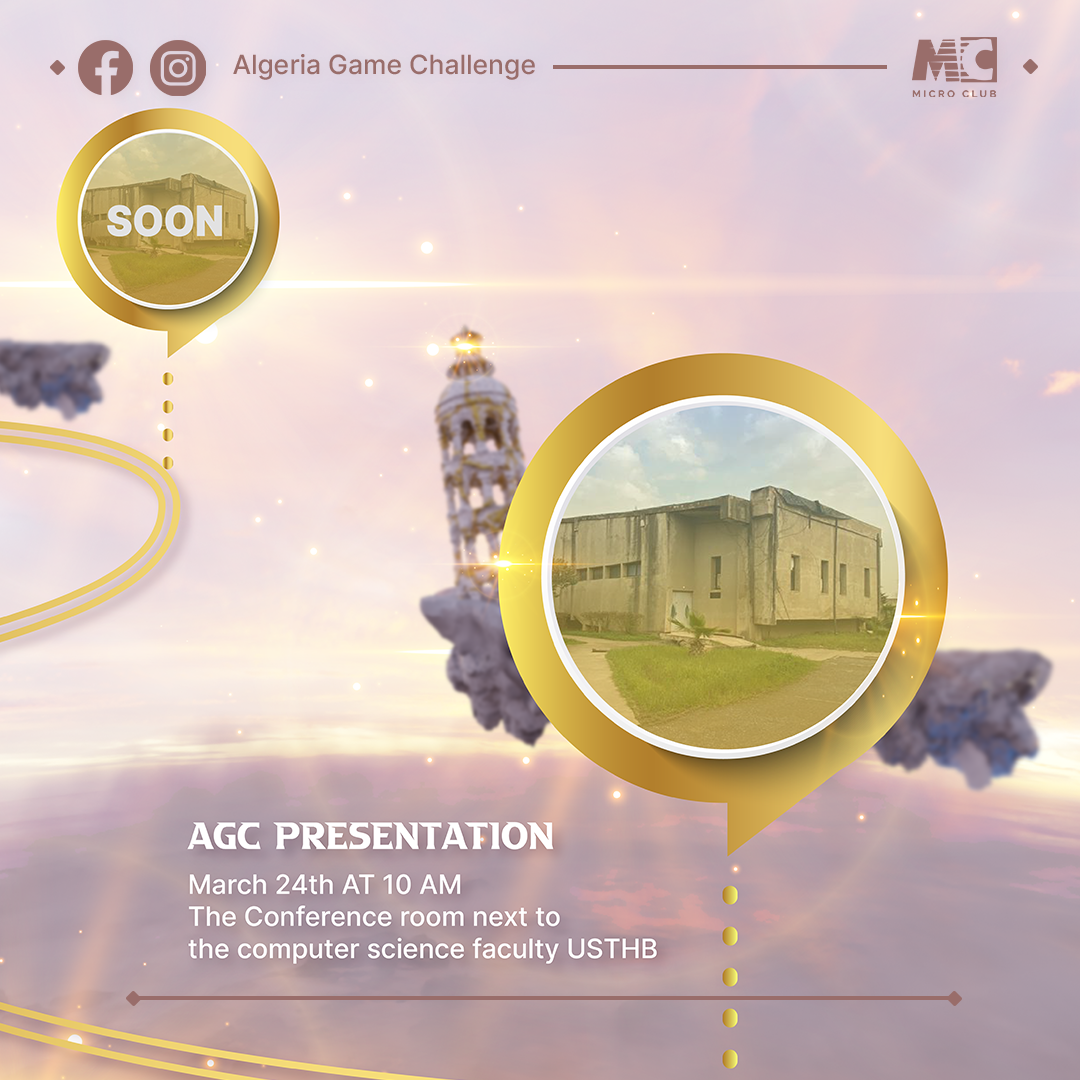 Algeria Game Challenge
MC
MICRO CLUB
SOON
AGC PRESENTATION
March 24th AT 10 AM
The Conference room next to
the computer science faculty USTHB